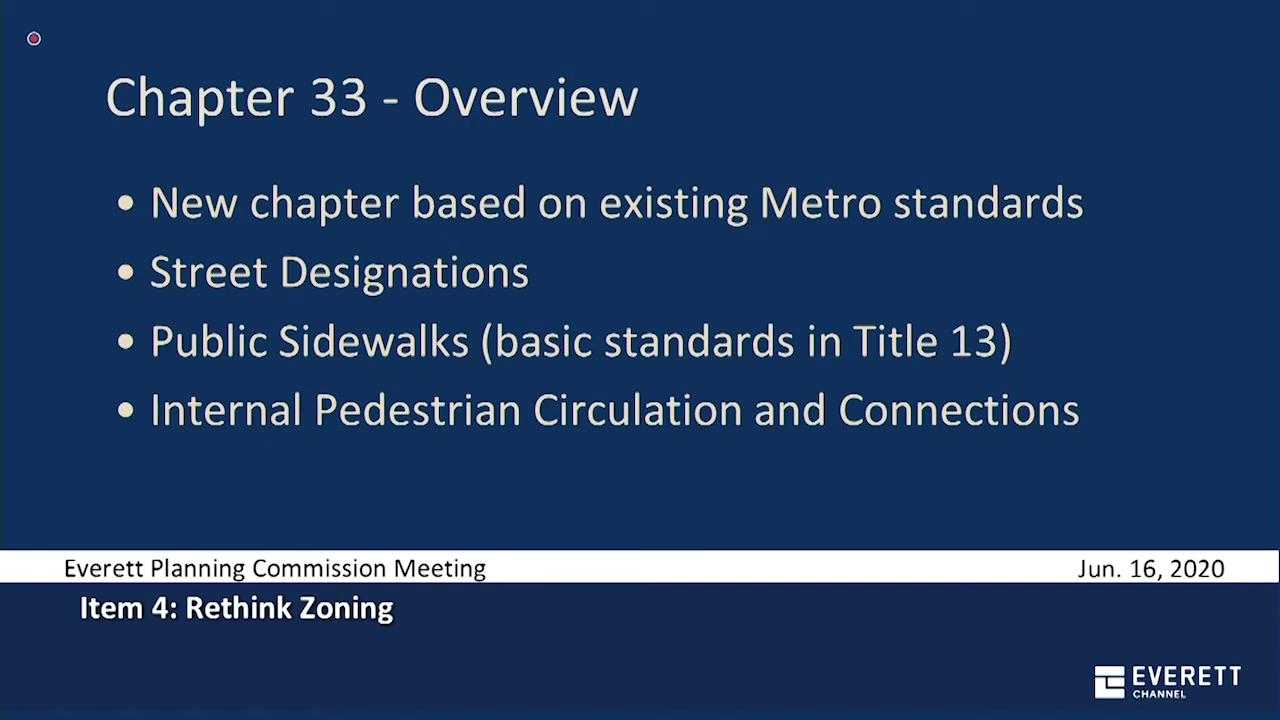 Chapter 33 - Overview
• New chapter based on existing Metro standards
• Street Designations
• Public Sidewalks (basic standards in Title 13)
• Internal Pedestrian Circulation and Connections
Everett Planning Commission Meeting
Jun. 16, 2020
Item 4: Rethink Zoning
EVERETT
CHANNEL